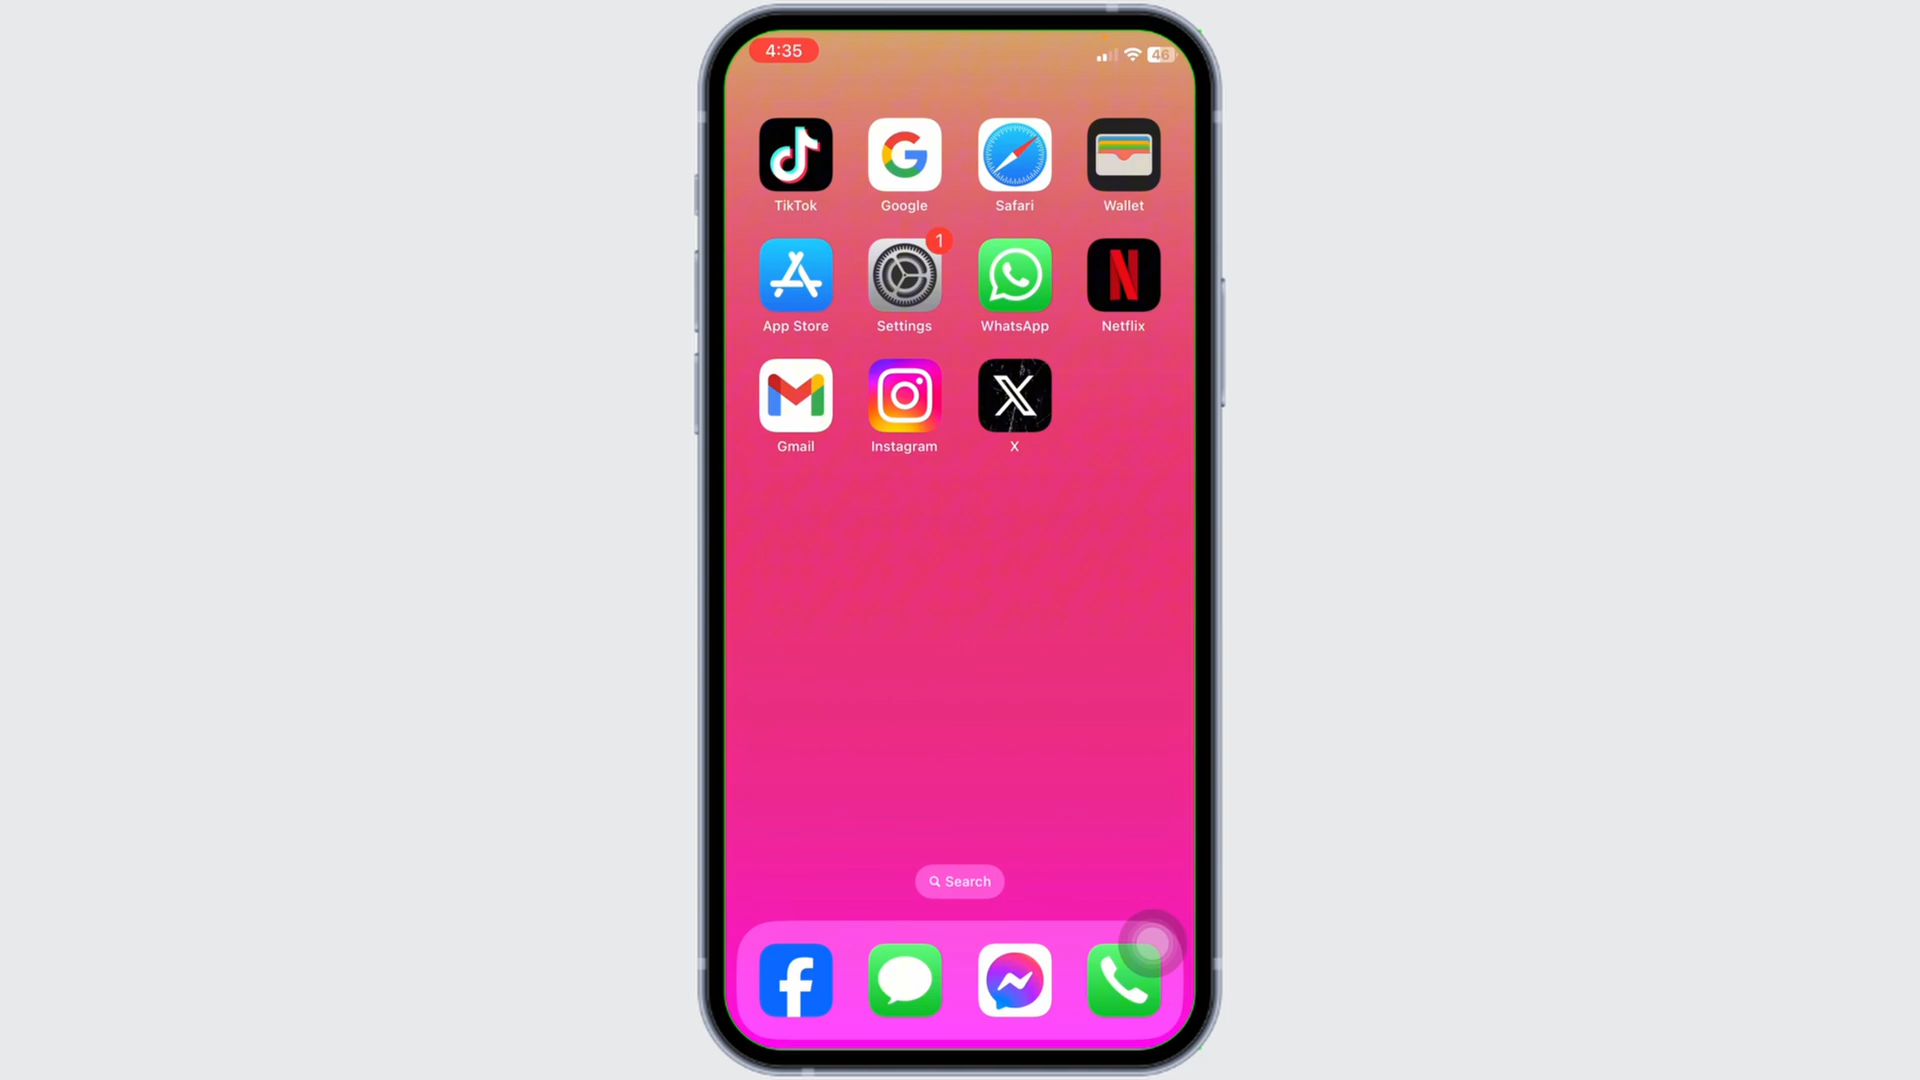 4:35
46
TikTok
Google
Safari
Wallet
1
App Store
Settings
WhatsApp
Netflix
Gmail
Instagram
X
Search